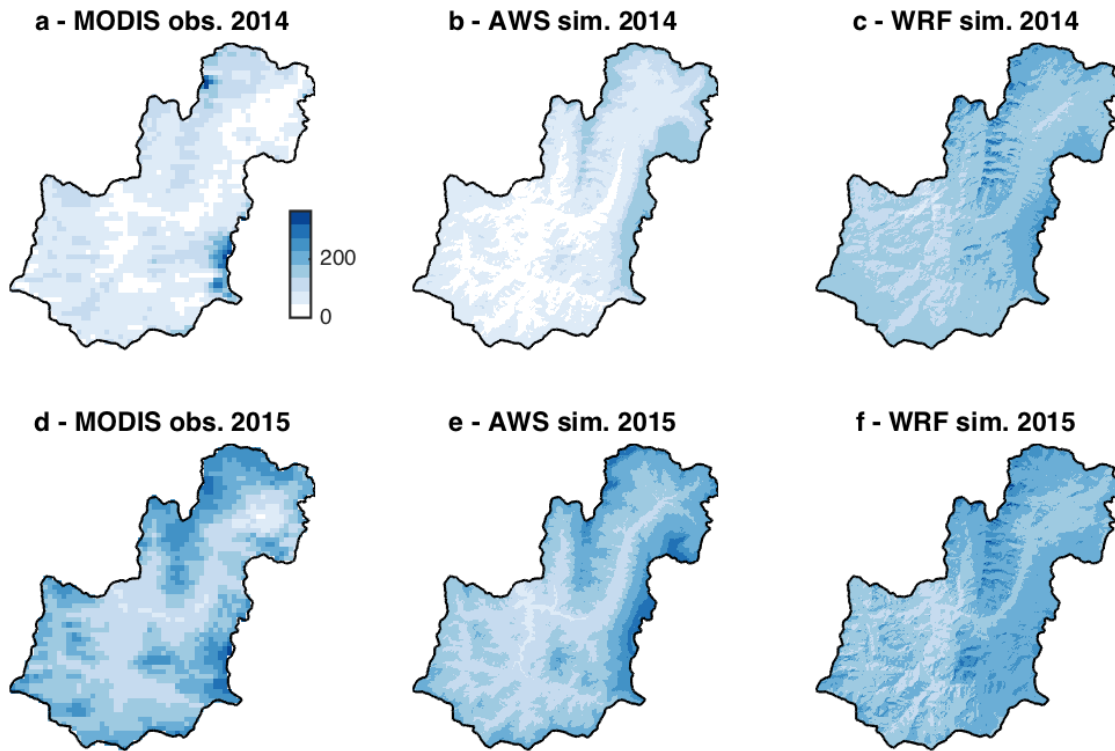 a - MODIS obs. 2014
b - AWS sim. 2014
c - WRF sim. 2014
200
0
d - MODIS obs. 2015
e - AWS sim. 2015
f - WRF sim. 2015